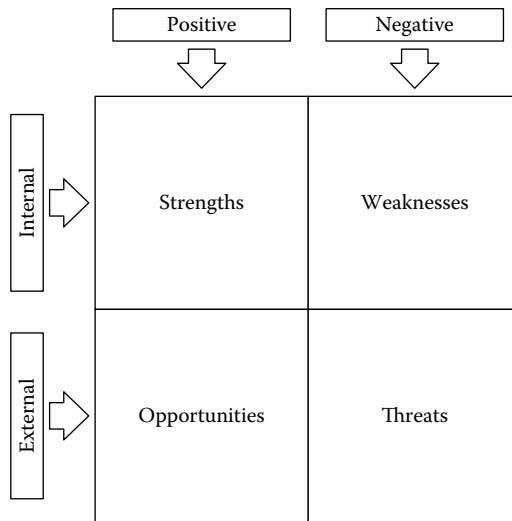 Positive
Negative
Internal
Strengths
Weaknesses
External
Opportunities
Threats